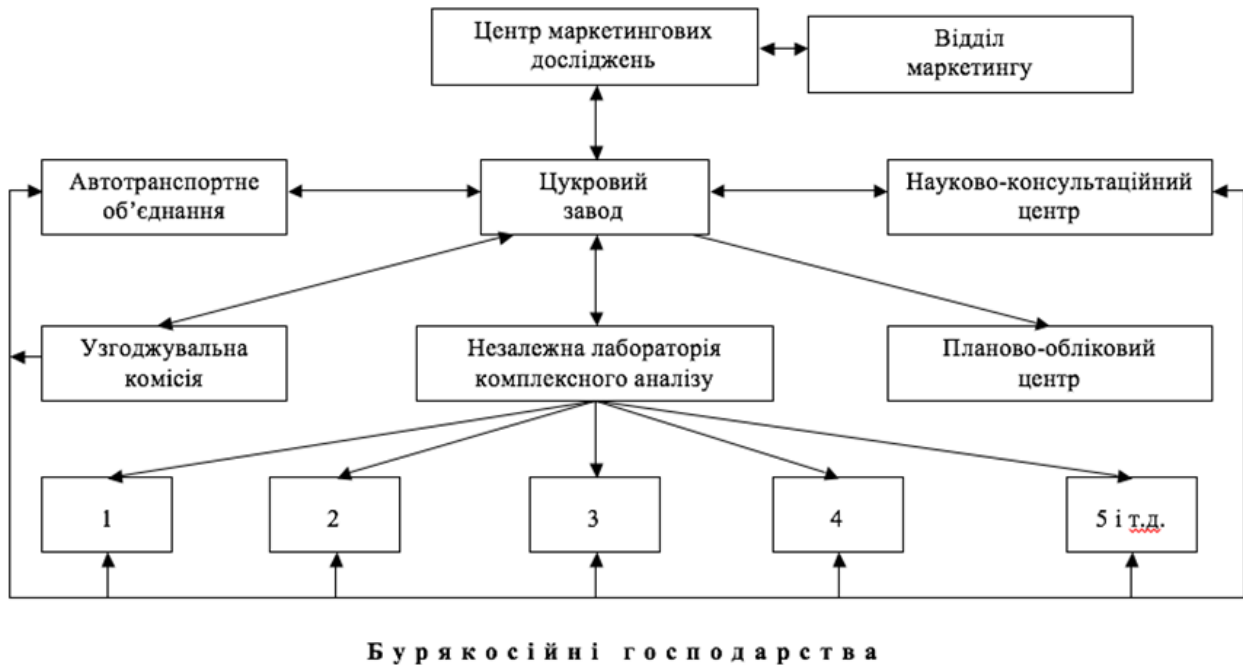 Центр маркетингових
досліджень
Відділ
маркетингу
Автотранспортне
об’єднання
Цукровий
завод
Науково-консультаційний
центр
Узгоджувальна
комісія
Незалежна лабораторія
комплексного аналізу
Планово-обліковий
центр
1
2
3
4
5 і т.д.
Бурякосійні господарства